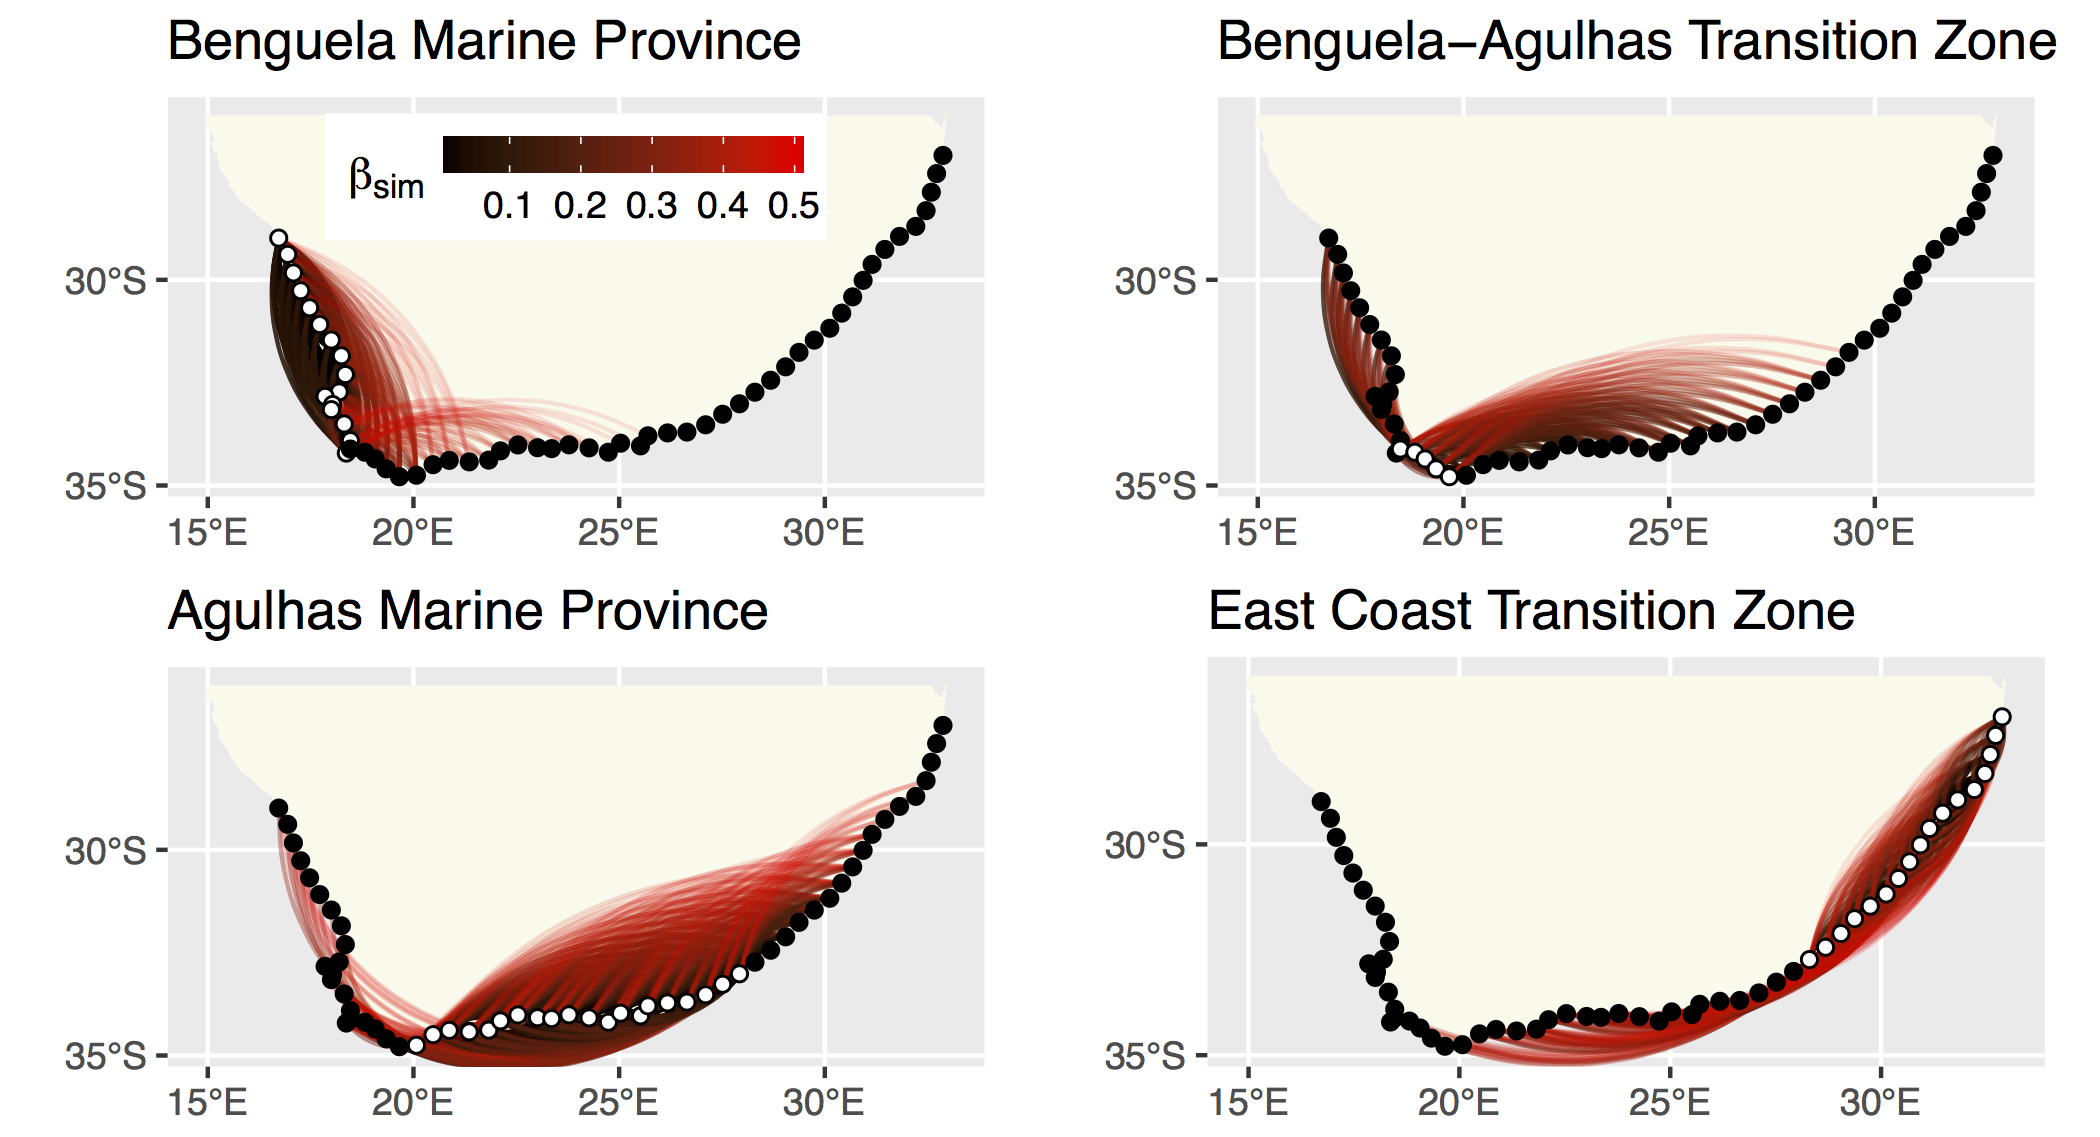 Benguela Marine Province
Benguela–Agulhas Transition Zone
βsim
0.1 0.2 0.3 0.4 0.5
30°S
35°S
15°E 20°E 25°E 30°E
30°S
35°S
15°E 20°E 25°E 30°E
Agulhas Marine Province
East Coast Transition Zone
30°S
35°S
15°E 20°E 25°E 30°E
30°S
35°S
15°E 20°E 25°E 30°E